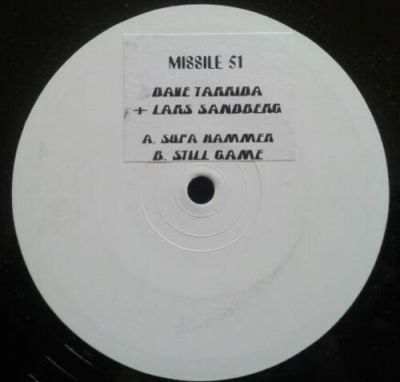 MISSILE 51
DAVE TARRIDA
+ LARS SANDBERG
A. SUPA HAMMER
B. STILL GAME